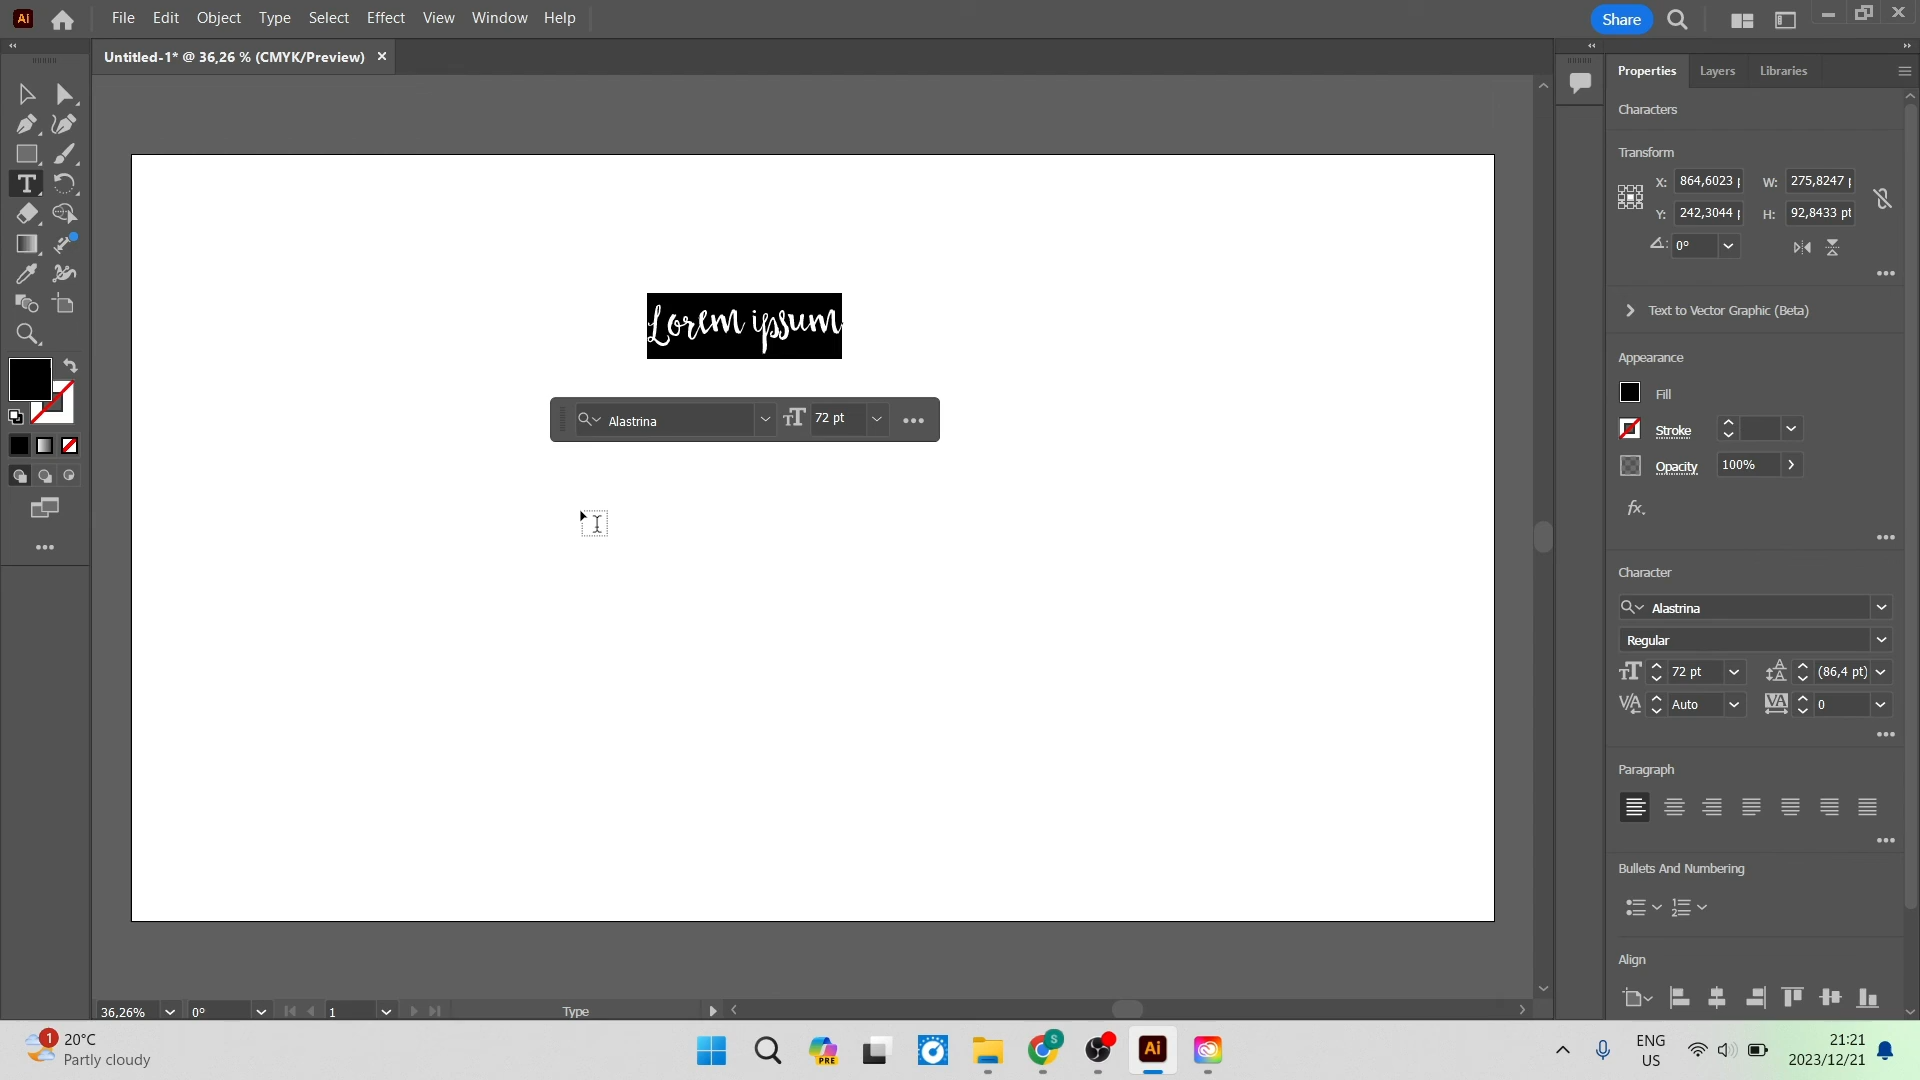 Ai File Edit Object Type Select Effect View Window Help Share
Untitled-1* @ 36,26 % (CMYK/Preview)
Properties Layers Libraries
Characters
Transform
X: 864,6023 p W: 275,8247 p
Y: 242,3044 p H: 92,8433 pt
0°
Text to Vector Graphic (Beta)
Appearance
Fill
Stroke
Opacity 100%
fx.
Lorem ipsum
Alastrina 72 pt
Character
Alastrina
Regular
72 pt (86,4 pt)
Auto 0
Paragraph
Bullets And Numbering
Align
36,26% 0° 1 Type
1 20°C
Partly cloudy
PRE
S
Ai
ENG
US
21:21
2023/12/21